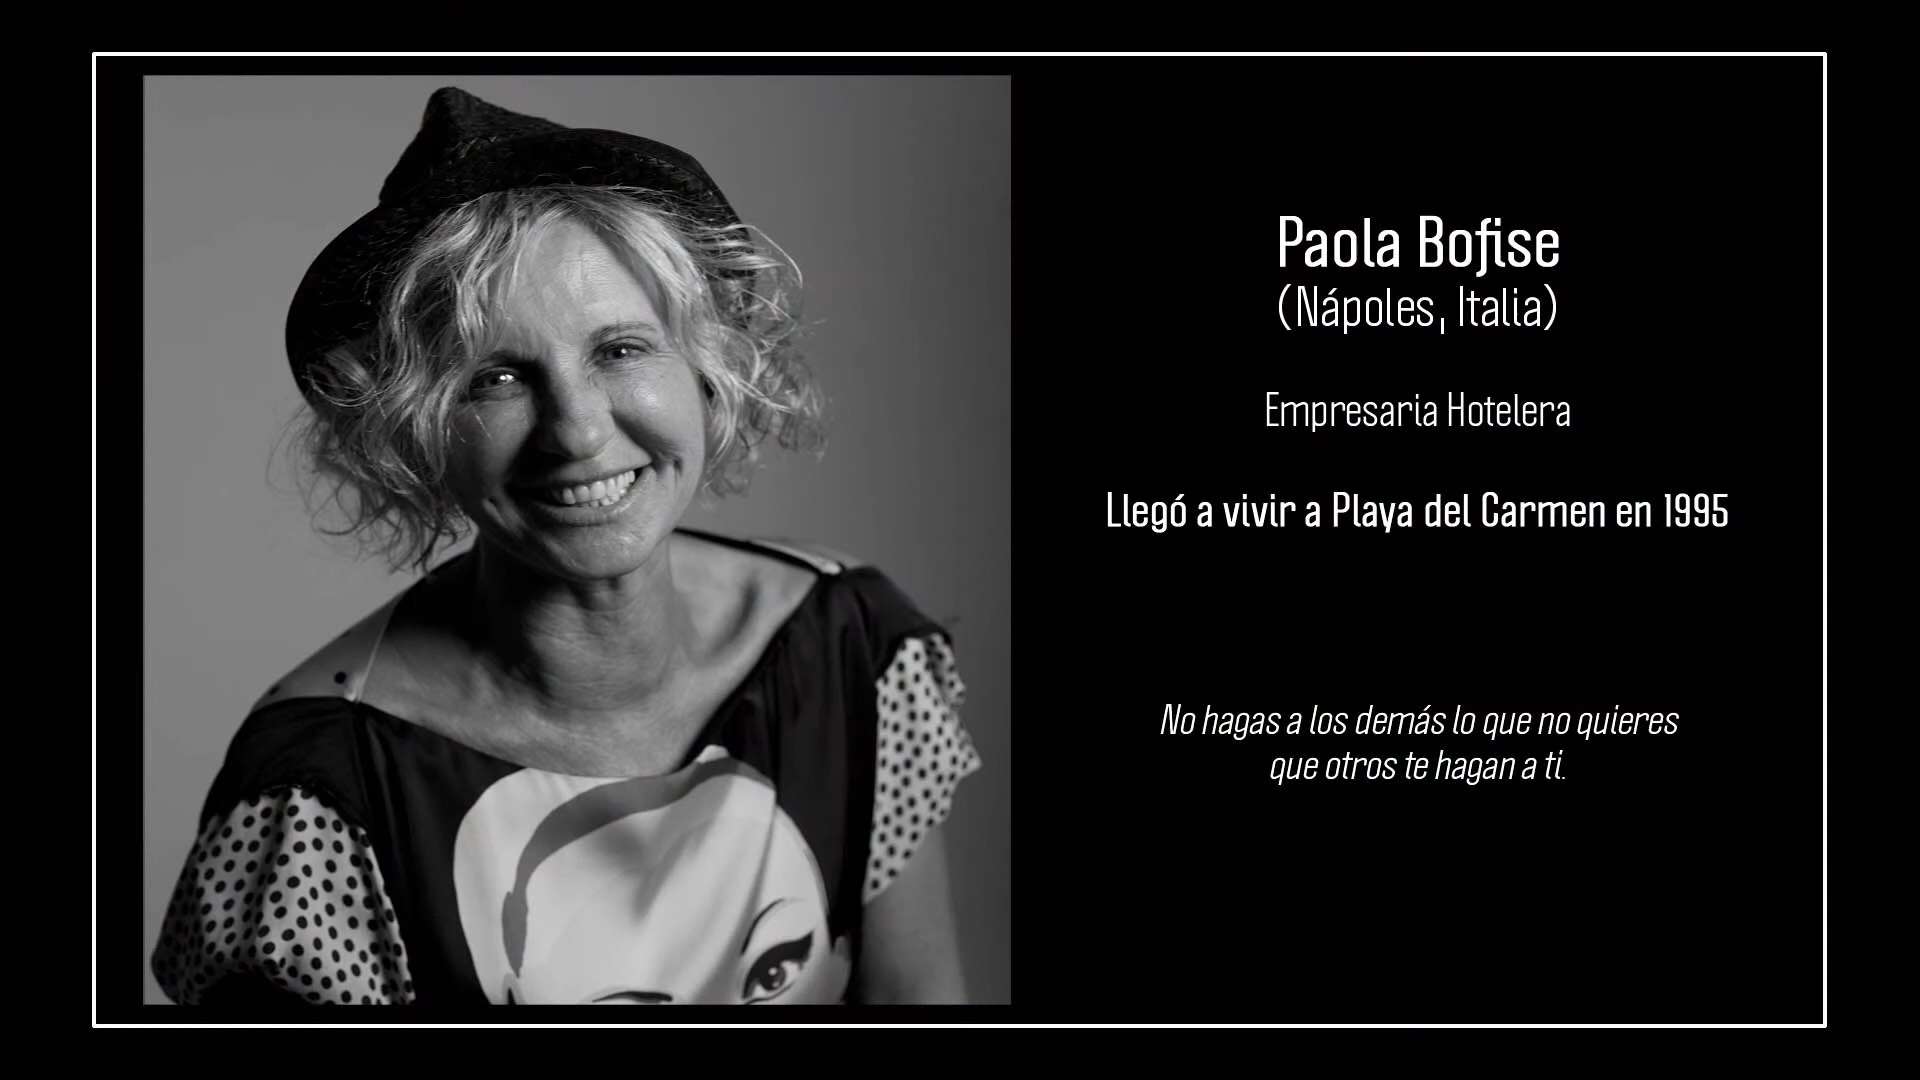 Paola Bofise
(Nápoles, Italia)
Empresaria Hotelera
Llegó a vivir a Playa del Carmen en 1995
No hagas a los demás lo que no quieres
que otros te hagan a ti.